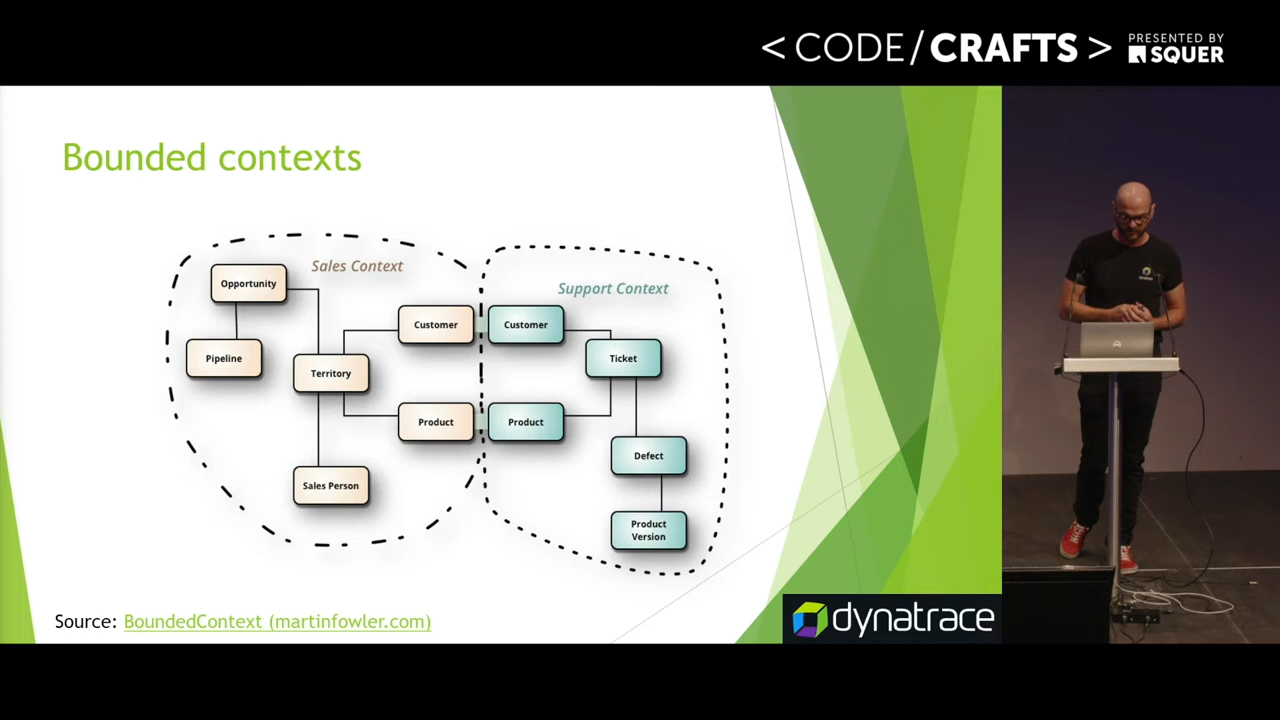 < CODE/CRAFTS >
PRESENTED BY
SQUER
Bounded contexts
Sales Context
Support Context
Opportunity
Customer
Customer
Pipeline
Ticket
Territory
Product
Product
Defect
Sales Person
Product
Version
Source: BoundedContext (martinfowler.com)
dynatrace
dynatrace